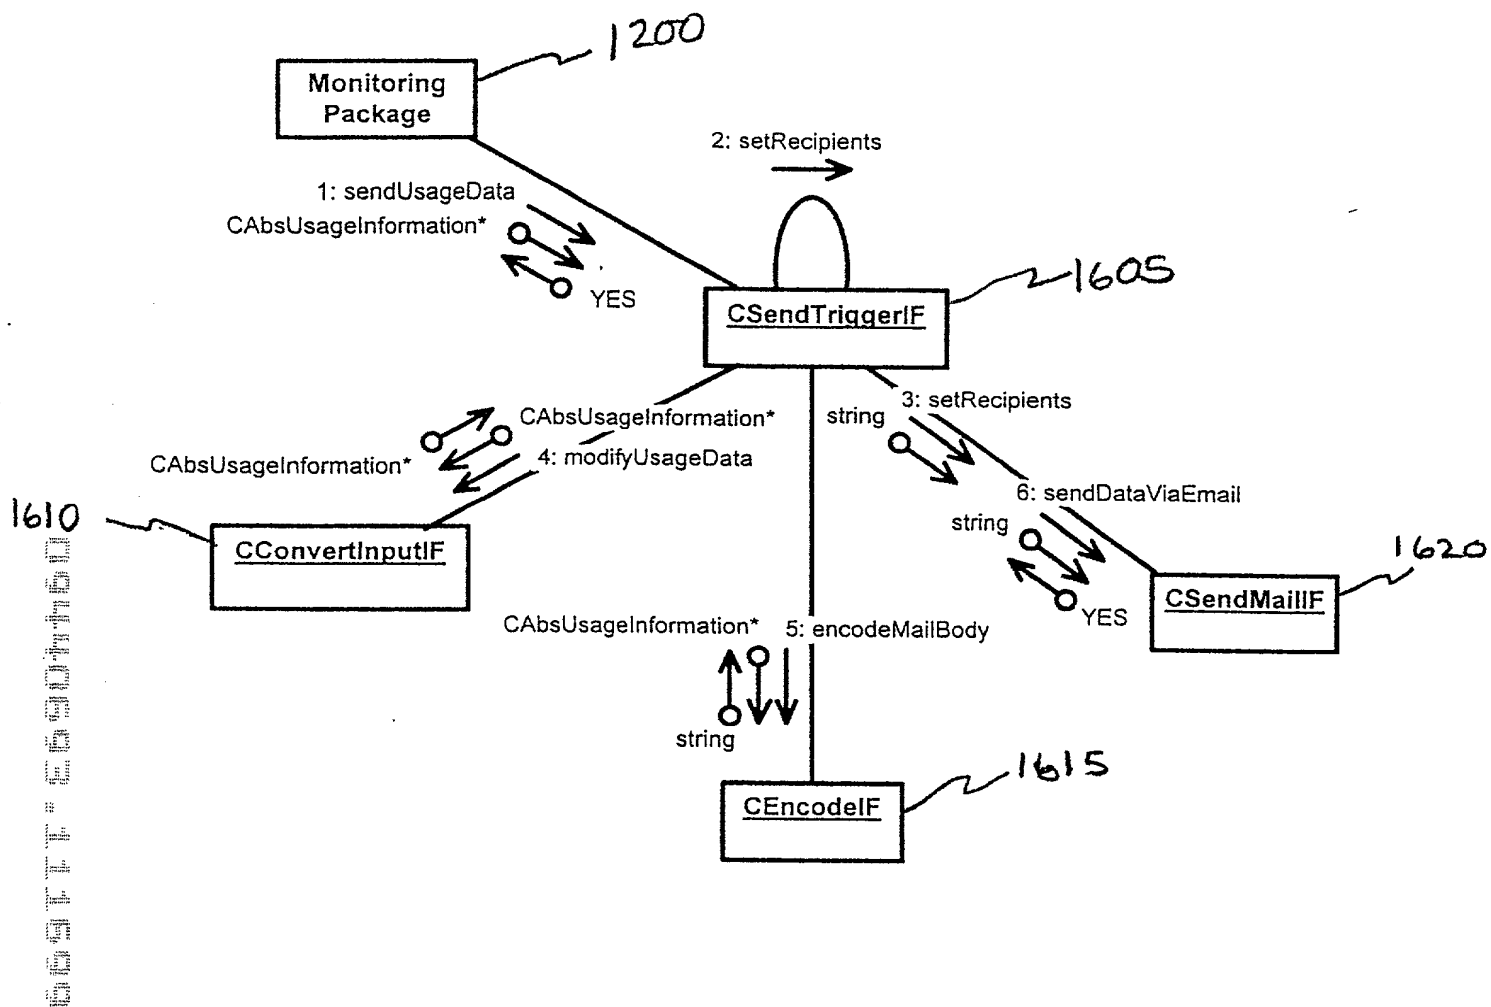 1200
Monitoring
Package
2: setRecipients
1: sendUsageData
CAbsUsageInformation*
YES
1605
CSendTriggerIF
CAbsUsageInformation*
3: setRecipients
string
CAbsUsageInformation*
4: modifyUsageData
6: sendDataViaEmail
string
1610
CConvertInputIF
1620
CSendMailIF
YES
CAbsUsageInformation*
5: encodeMailBody
string
1615
CEncodeIF